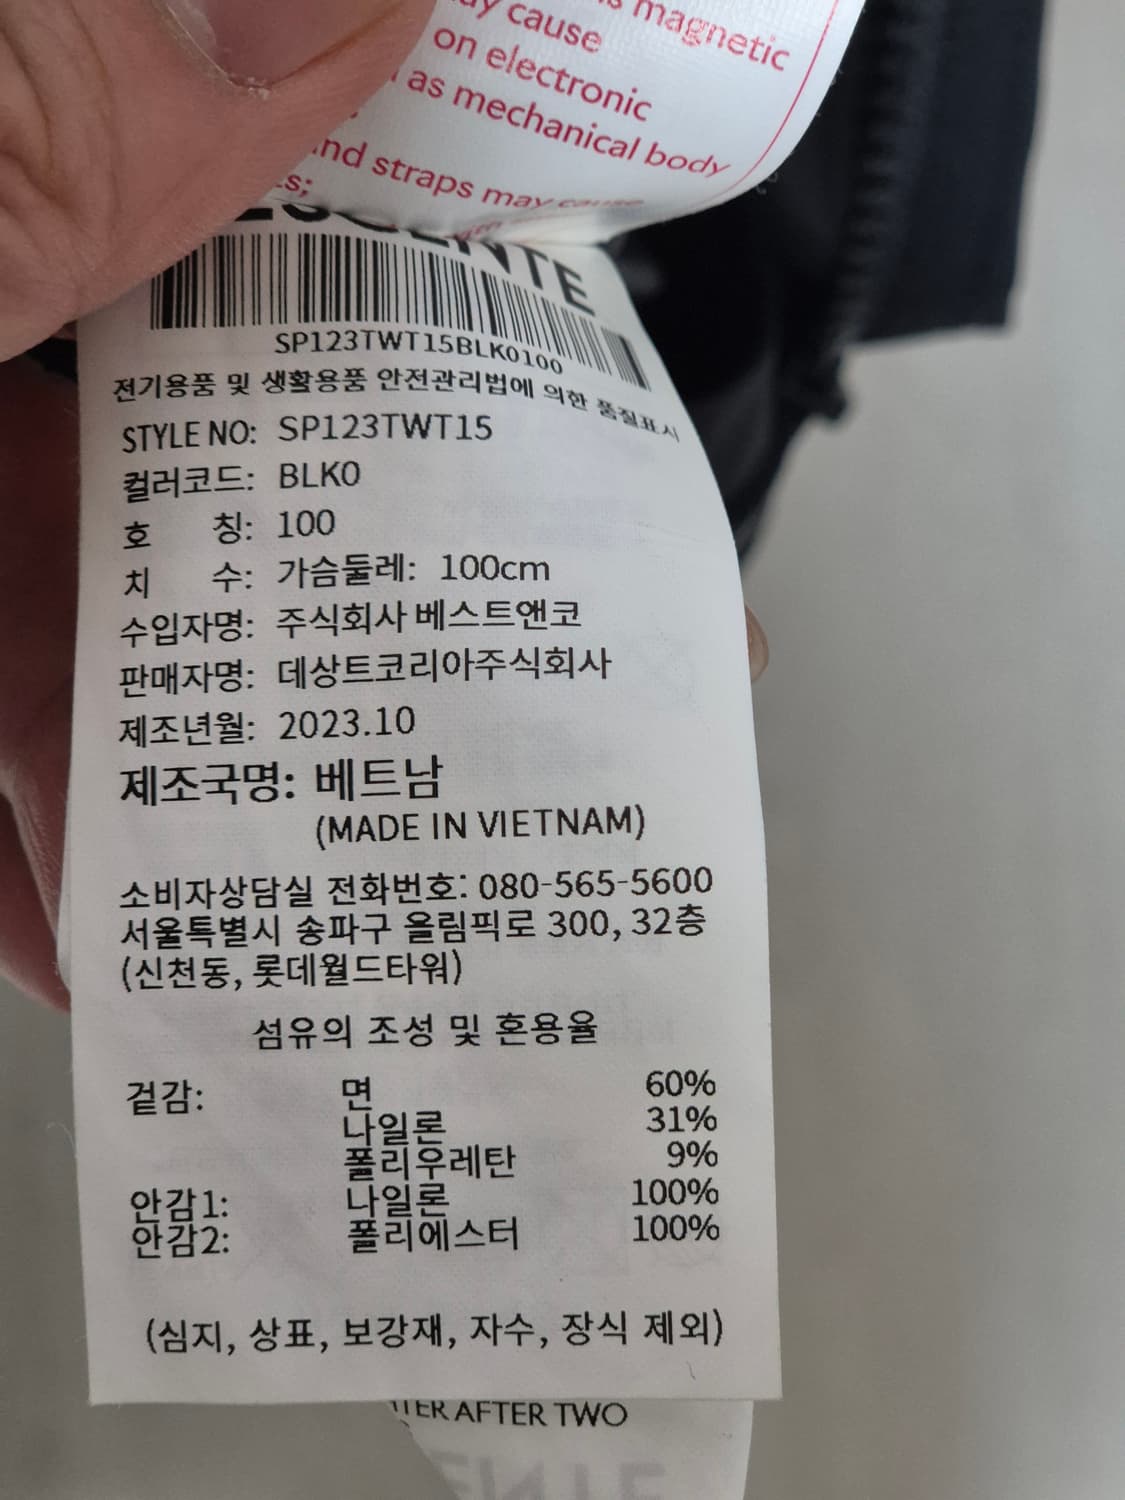 magnetic
cause
on electronic
as mechanical body
and straps may cause
SP123TWT15BLK0100
전기용품 및 생활용품 안전관리법에 의한 품질표시
STYLE NO: SP123TWT15
컬러코드: BLK0
호 칭: 100
치 수: 가슴둘레: 100cm
수입자명: 주식회사 베스트앤코
판매자명: 데상트코리아주식회사
제조년월: 2023.10
제조국명: 베트남
(MADE IN VIETNAM)
소비자상담실 전화번호: 080-565-5600
서울특별시 송파구 올림픽로 300, 32층
(신천동, 롯데월드타워)
섬유의 조성 및 혼용율
겉감: 면 60%
나일론 31%
폴리우레탄 9%
안감1: 나일론 100%
안감2: 폴리에스터 100%
(심지, 상표, 보강재, 자수, 장식 제외)
AFTER TWO